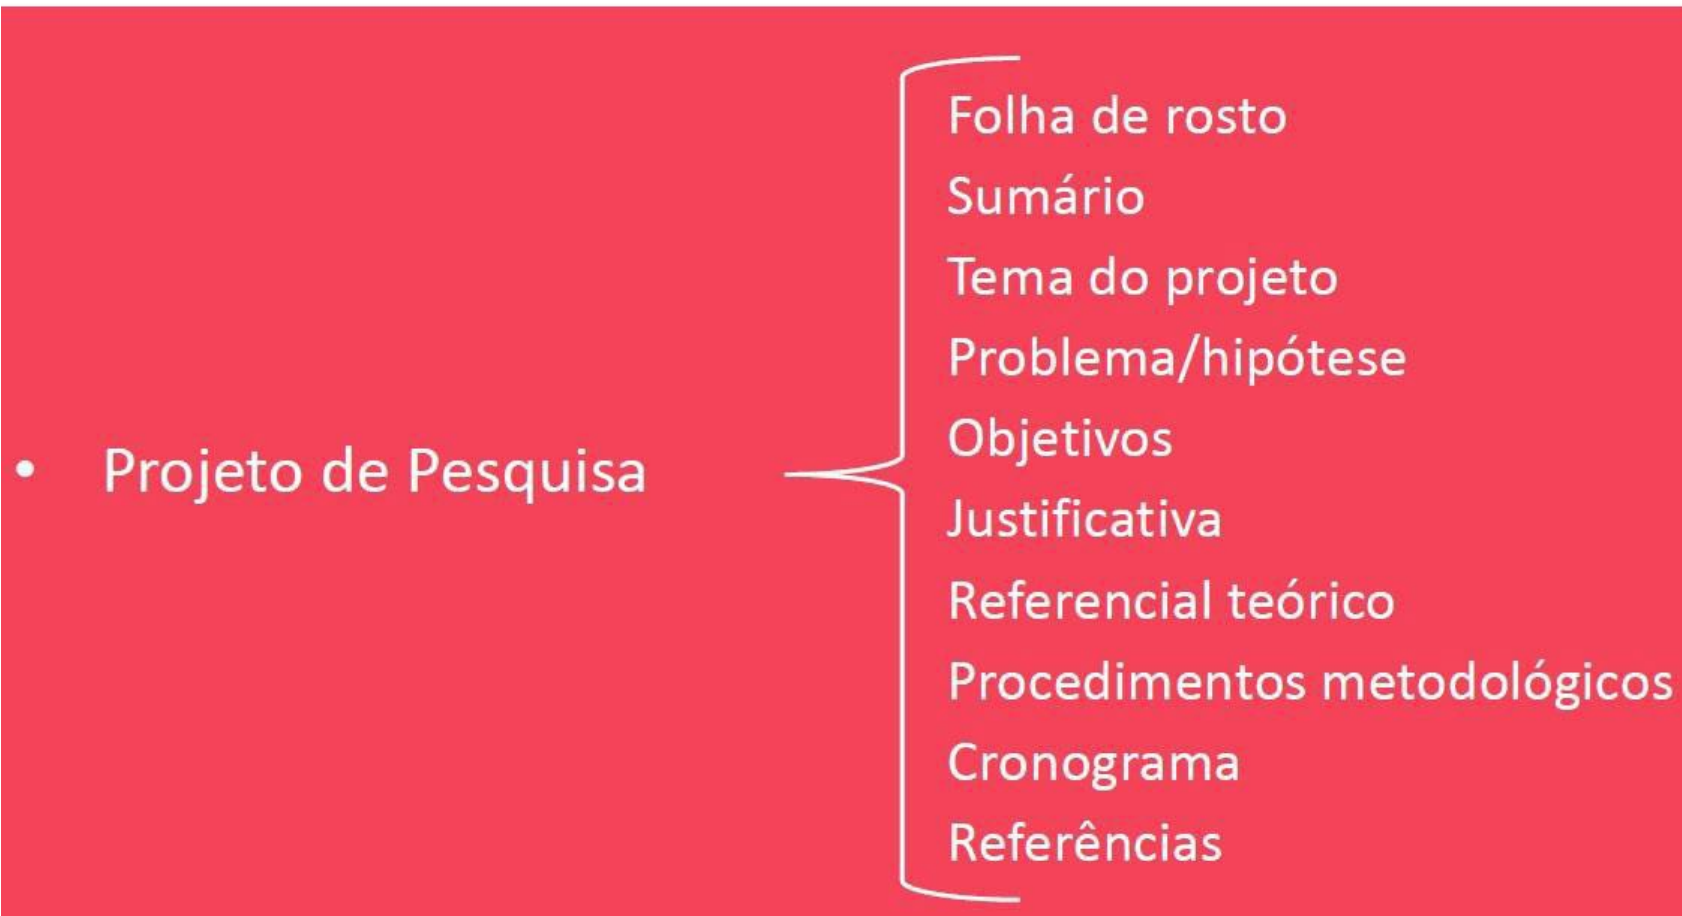 • Projeto de Pesquisa
Folha de rosto
Sumário
Tema do projeto
Problema/hipótese
Objetivos
Justificativa
Referencial teórico
Procedimentos metodológicos
Cronograma
Referências